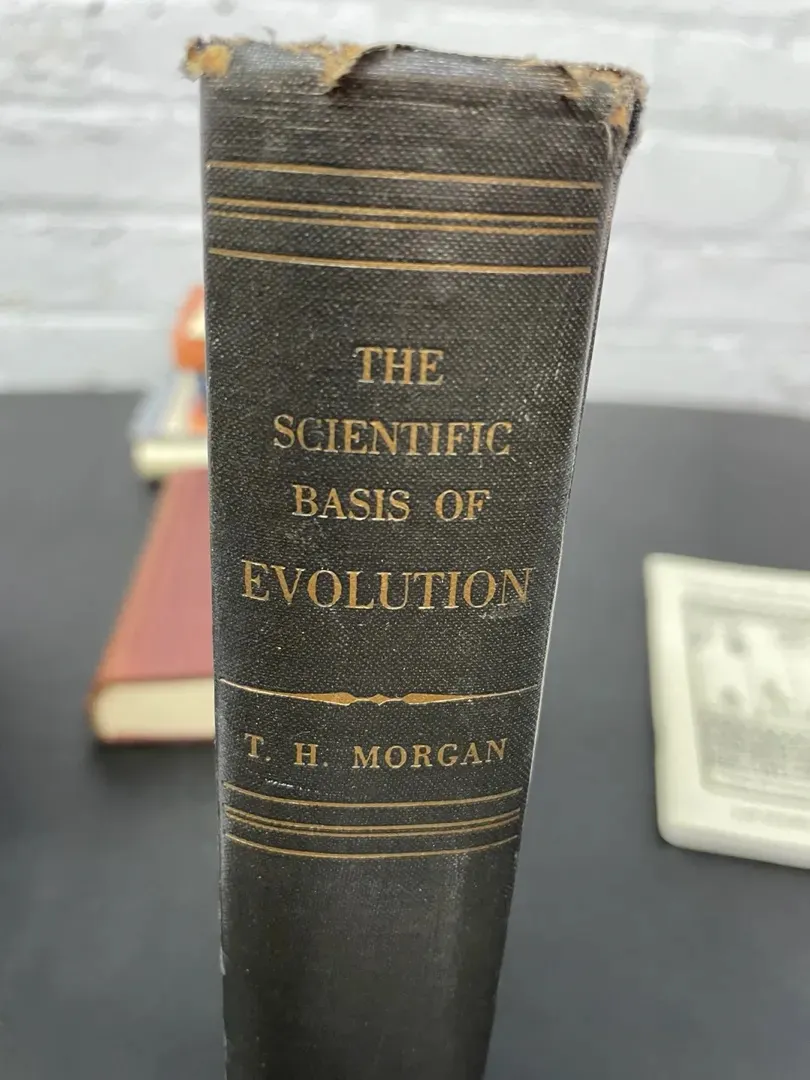 THE
SCIENTIFIC
BASIS OF
EVOLUTION
T. H. MORGAN